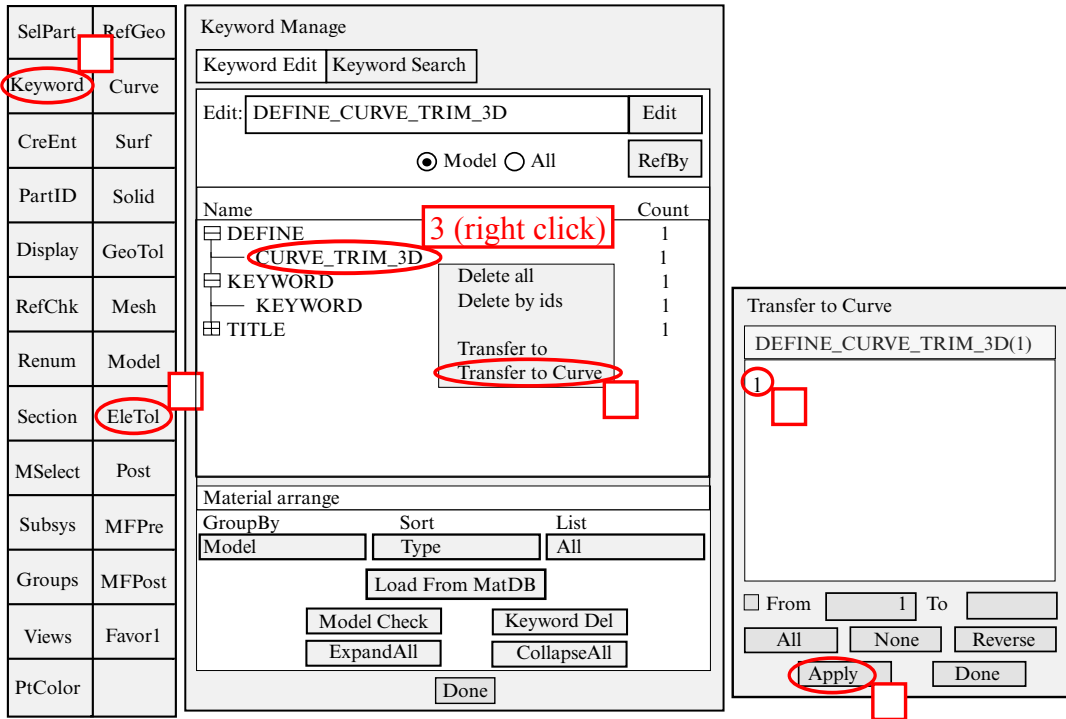 SelPart RefGeo
Keyword Curve
CreEnt Surf
PartID Solid
Display GeoTol
RefChk Mesh
Renum Model
Section EleTol
MSelect Post
Subsys MFPre
Groups MFPost
Views Favor1
PtColor
Keyword Manage
Keyword Edit Keyword Search
Edit: DEFINE_CURVE_TRIM_3D Edit
Model All RefBy
Name Count
3 (right click)
DEFINE 1
CURVE_TRIM_3D 1
KEYWORD 1
KEYWORD 1
TITLE 1
Delete all
Delete by ids
Transfer to
Transfer to Curve
Material arrange
GroupBy Sort List
Model Type All
Load From MatDB
Model Check Keyword Del
ExpandAll CollapseAll
Done
Transfer to Curve
DEFINE_CURVE_TRIM_3D(1)
1
From 1 To
All None Reverse
Apply Done